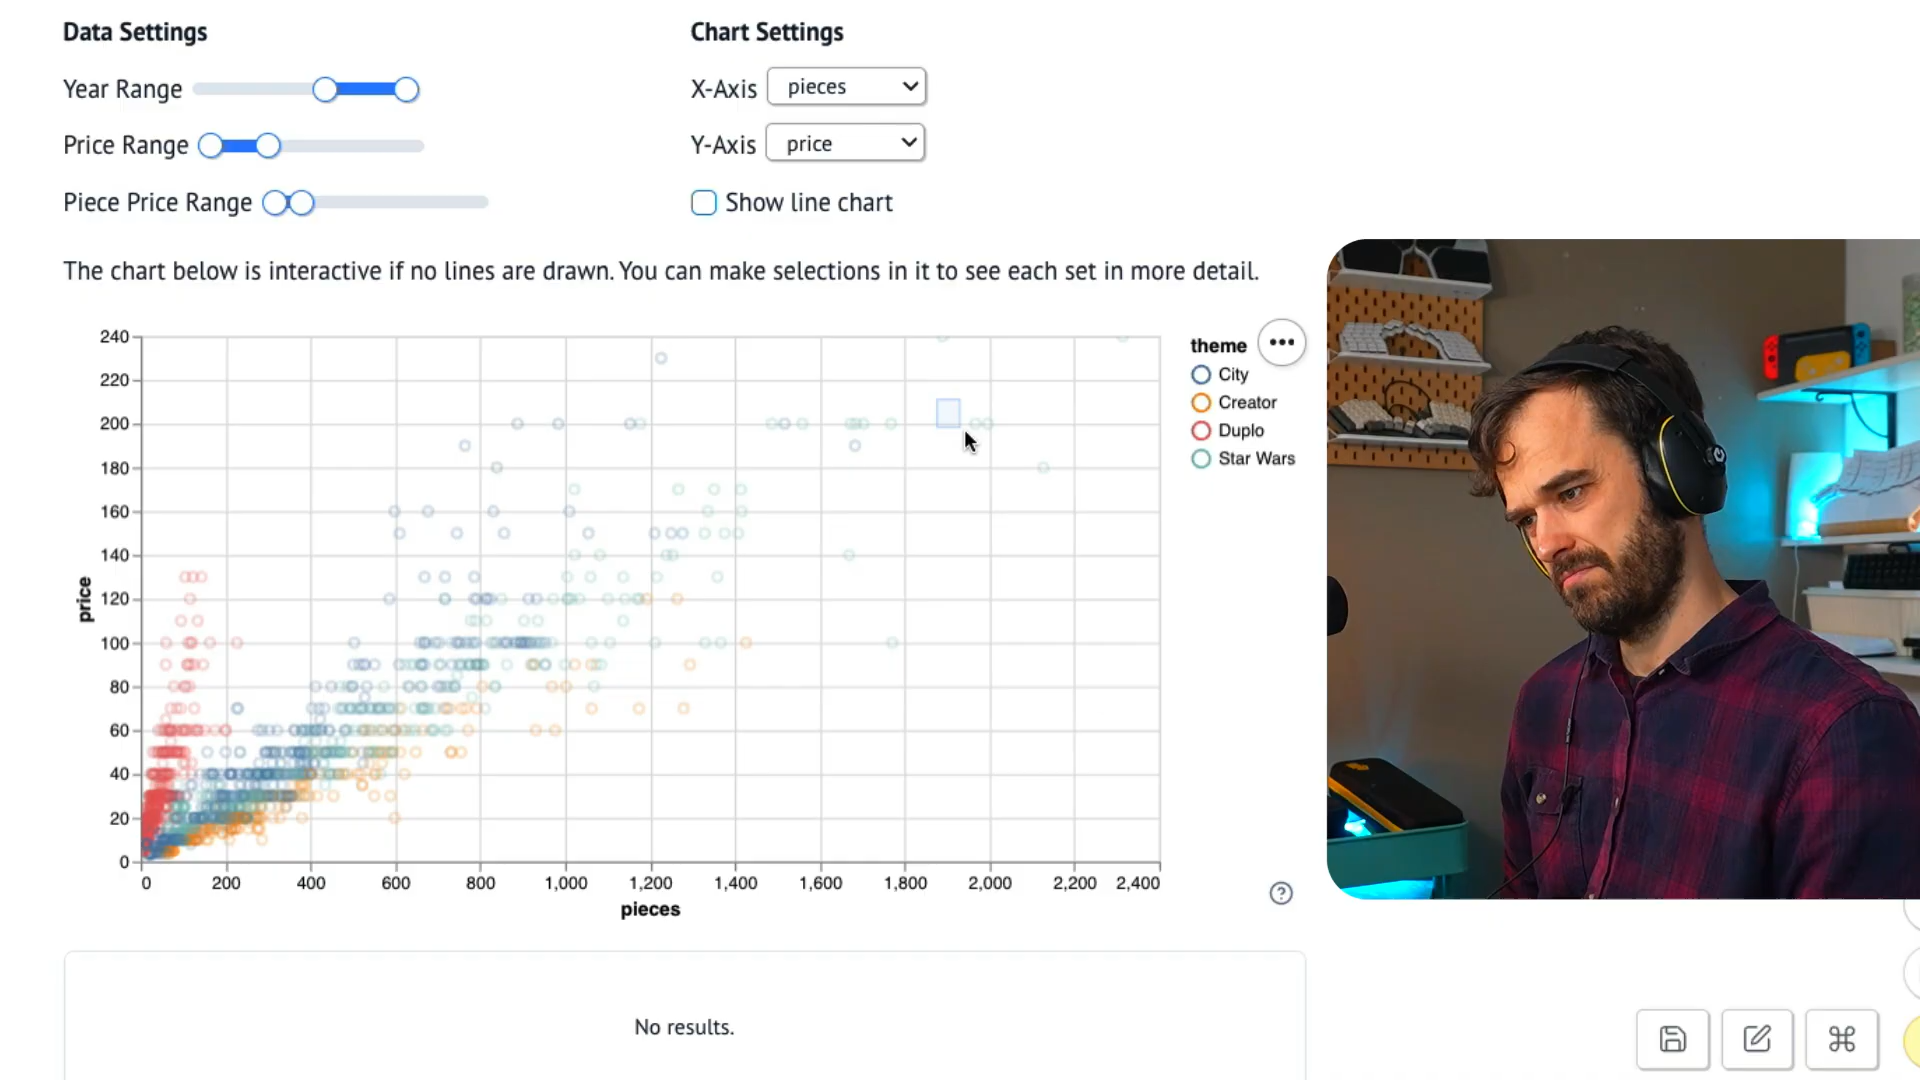 Data Settings
Year Range
Price Range
Piece Price Range
Chart Settings
X-Axis pieces
Y-Axis price
Show line chart
The chart below is interactive if no lines are drawn. You can make selections in it to see each set in more detail.
240
220
200
180
160
140
120
100
80
60
40
20
0
price
0 200 400 600 800 1,000 1,200 1,400 1,600 1,800 2,000 2,200 2,400
pieces
theme
City
Creator
Duplo
Star Wars
No results.